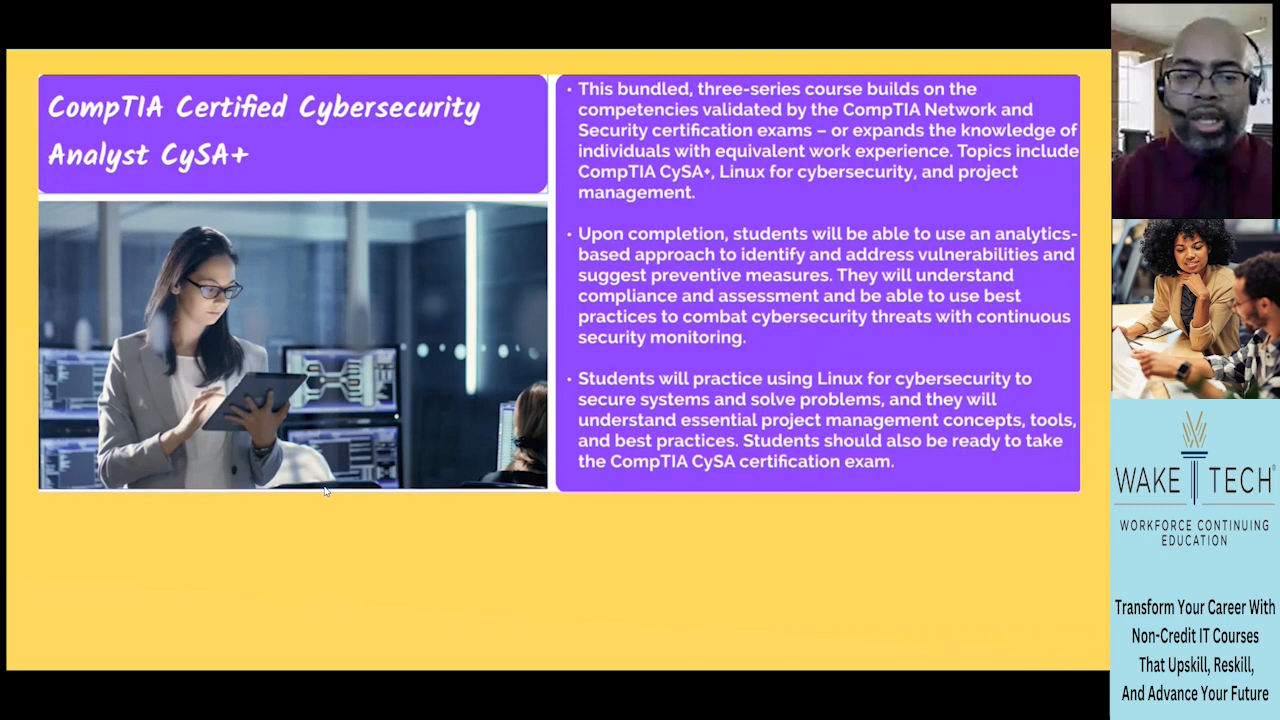 CompTIA Certified Cybersecurity
Analyst CySA+
• This bundled, three-series course builds on the
competencies validated by the CompTIA Network and
Security certification exams – or expands the knowledge of
individuals with equivalent work experience. Topics include
CompTIA CySA+, Linux for cybersecurity, and project
management.
• Upon completion, students will be able to use an analytics-
based approach to identify and address vulnerabilities and
suggest preventive measures. They will understand
compliance and assessment and be able to use best
practices to combat cybersecurity threats with continuous
security monitoring.
• Students will practice using Linux for cybersecurity to
secure systems and solve problems, and they will
understand essential project management concepts, tools,
and best practices. Students should also be ready to take
the CompTIA CySA certification exam.
WAKE TECH®
WORKFORCE CONTINUING
EDUCATION
Transform Your Career With
Non-Credit IT Courses
That Upskill, Reskill,
And Advance Your Future